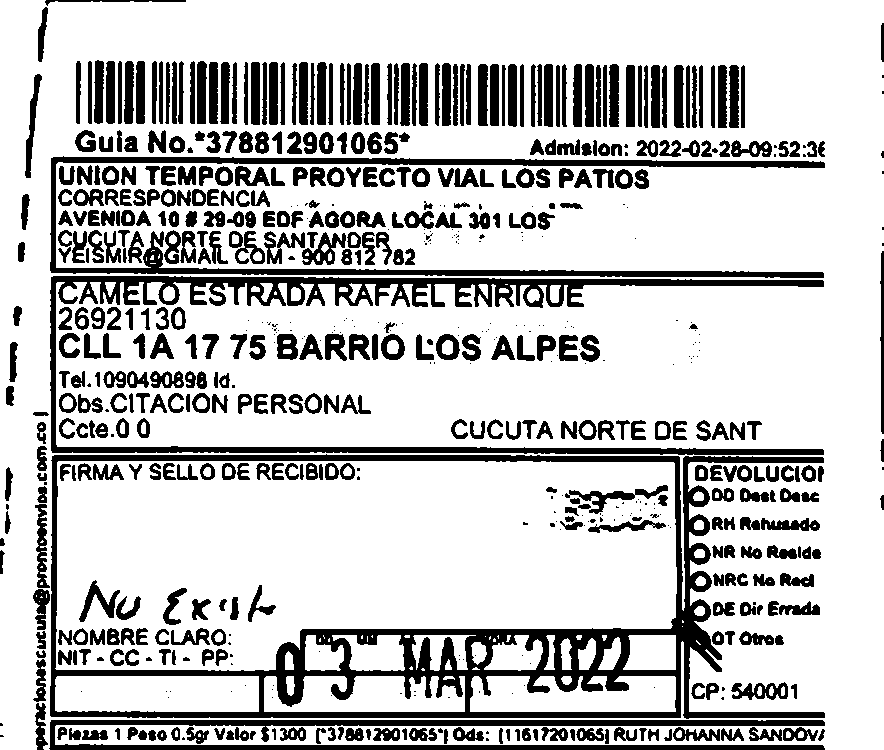 Guia No.*378812901065*
Admision: 2022-02-28-09:52:36
UNION TEMPORAL PROYECTO VIAL LOS PATIOS
CORRESPONDENCIA
AVENIDA 10 # 29-09 EDF AGORA LOCAL 301 LOS
CUCUTA NORTE DE SANTANDER
YEISMIR@GMAIL COM - 900 812 782
CAMELO ESTRADA RAFAEL ENRIQUE
26921130
CLL 1A 17 75 BARRIO LOS ALPES
Tel.1090490898 Id.
Obs.CITACION PERSONAL
Ccte.0 0
CUCUTA NORTE DE SANT
peracionescucuta@prontoenvios.com.co |
FIRMA Y SELLO DE RECIBIDO:
No Existe
NOMBRE CLARO:
NIT - CC - TI - PP:
03 MAR 2022
DEVOLUCION
DD Dest Desc
RH Rehusado
NR No Reside
NRC No Recl
DE Dir Errada
OT Otros
CP: 540001
Piezas 1 Peso 0.5gr Valor $1300 [*378812901065*] Ods: [11617201065] RUTH JOHANNA SANDOVA